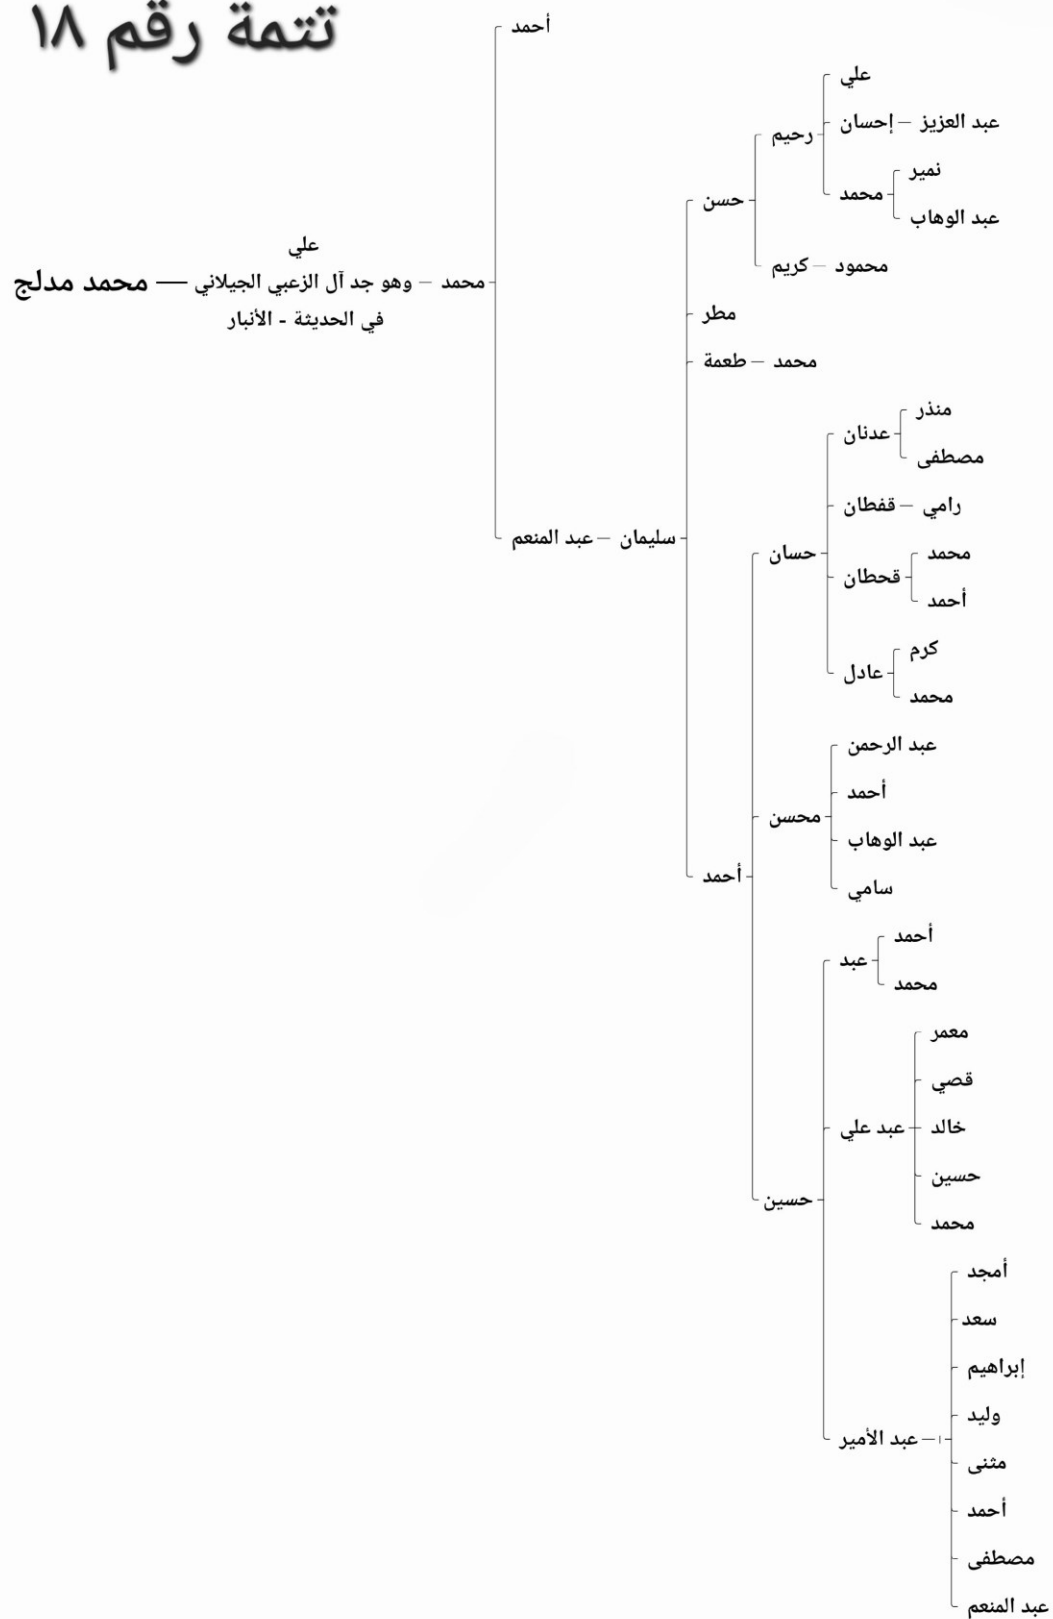 تتمة رقم ١٨
أحمد
علي
عبد العزيز – إحسان
رحيم
نمير
محمد
حسن
عبد الوهاب
علي
محمود – كريم
محمد مدلج — وهو جد آل الزعبي الجيلاني – محمد
في الحديثة - الأنبار
مطر
محمد – طعمة
منذر
عدنان
مصطفى
رامي – قفطان
عبد المنعم – سليمان
حسان
محمد
قحطان
أحمد
كرم
عادل
محمد
عبد الرحمن
أحمد
محسن
عبد الوهاب
أحمد
سامي
أحمد
عبد
محمد
معمر
قصي
عبد علي
خالد
حسين
حسين
محمد
أمجد
سعد
إبراهيم
وليد
عبد الأمير
مثنى
أحمد
مصطفى
عبد المنعم